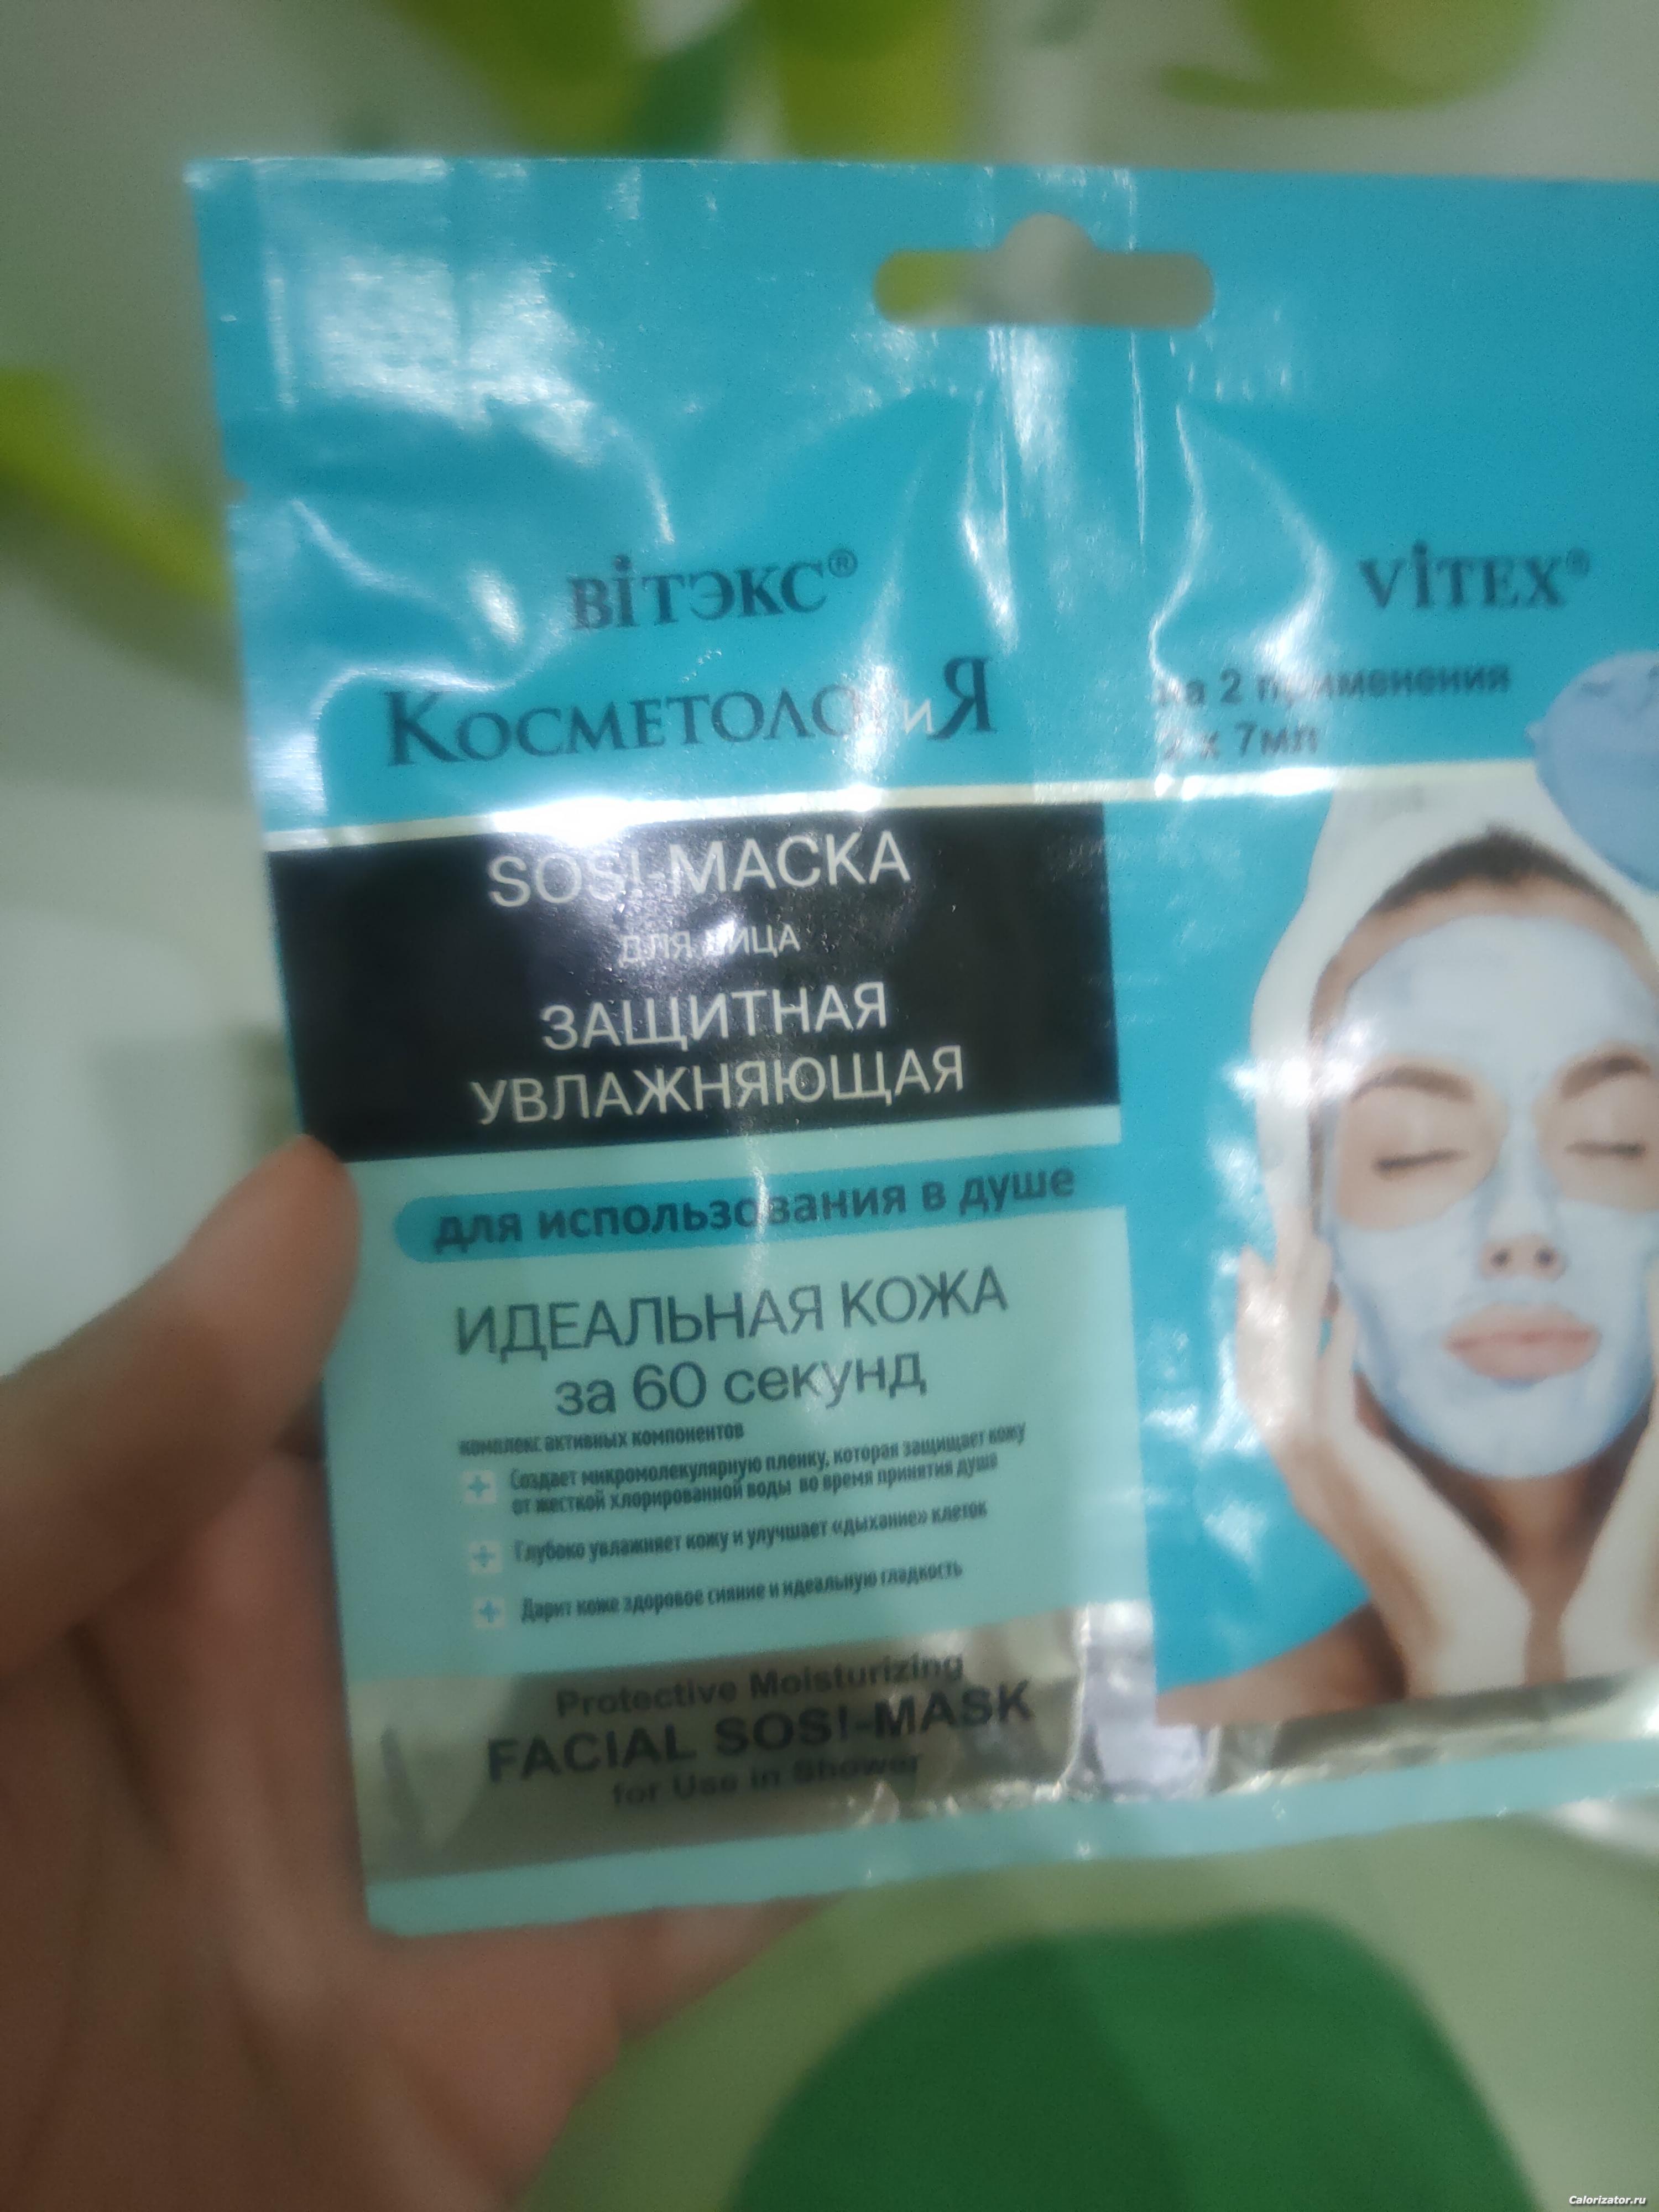 ВіТЭКС®
ViTEX®
КОСМЕТОЛОгиЯ
на 2 применения
2 x 7мл
SOS!-МАСКА
ДЛЯ ЛИЦА
ЗАЩИТНАЯ
УВЛАЖНЯЮЩАЯ
для использования в душе
ИДЕАЛЬНАЯ КОЖА
за 60 секунд
комплекс активных компонентов
Создает микромолекулярную пленку, которая защищает кожу
от жесткой хлорированной воды во время принятия душа
Глубоко увлажняет кожу и улучшает «дыхание» клеток
Дарит коже здоровое сияние и идеальную гладкость
Protective Moisturizing
FACIAL SOS!-MASK
for Use in Shower
Calorizator.ru